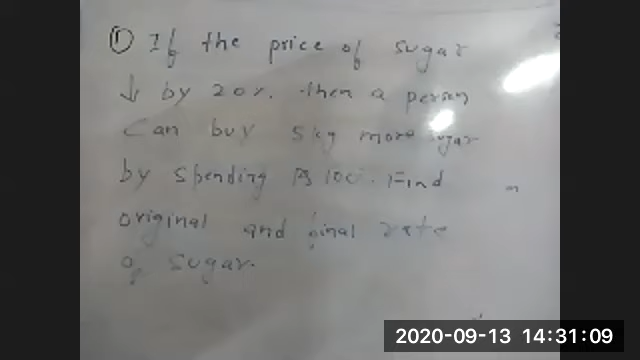 ① If the price of sugar
↓ by 20%. then a person
can buy 5kg more sugar
by spending Rs 100. Find
original and final rate
of sugar.
2020-09-13 14:31:09